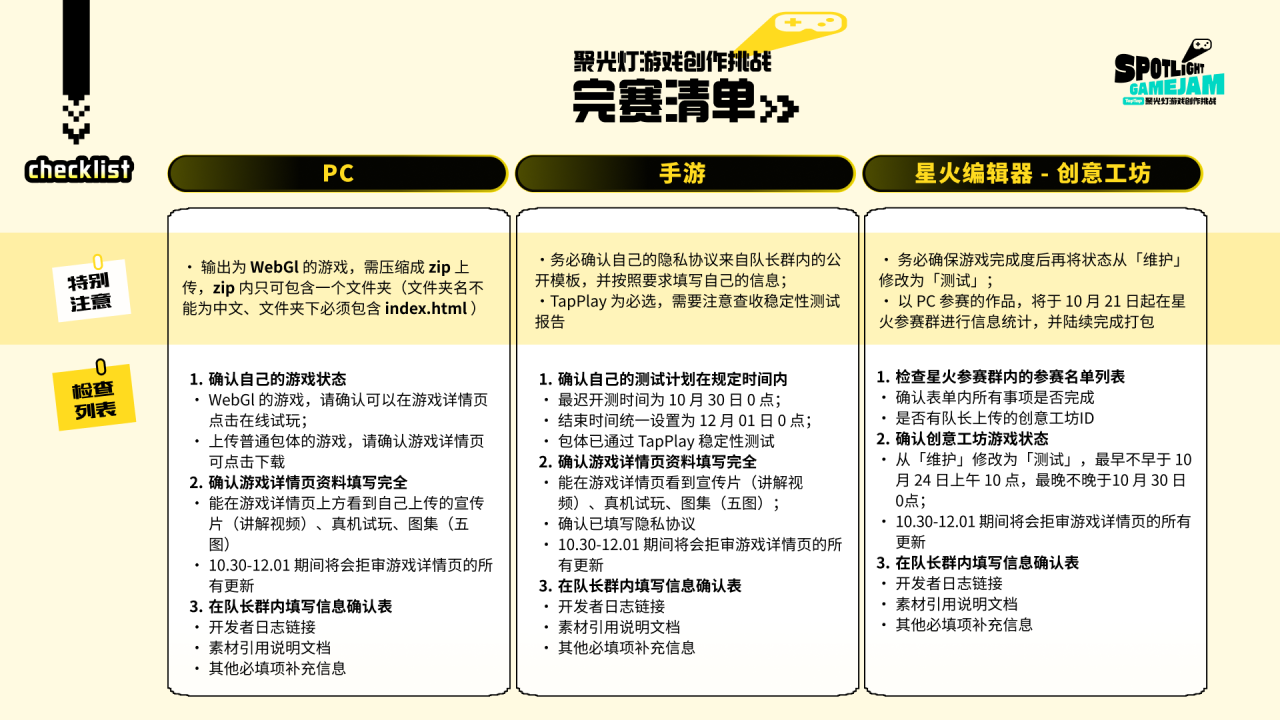 聚光灯游戏创作挑战
完赛清单
SPOTLIGHT
GAMEJAM
TapTap 聚光灯游戏创作挑战
checklist
PC
手游
星火编辑器 - 创意工坊
特别
注意
· 输出为 WebGl 的游戏，需压缩成 zip 上
传，zip 内只可包含一个文件夹（文件夹名不
能为中文、文件夹下必须包含 index.html ）
·务必确认自己的隐私协议来自队长群内的公
开模板，并按照要求填写自己的信息；
·TapPlay 为必选，需要注意查收稳定性测试
报告
· 务必确保游戏完成度后再将状态从「维护」
修改为「测试」；
· 以 PC 参赛的作品，将于 10 月 21 日起在星
火参赛群进行信息统计，并陆续完成打包
检查
列表
1. 确认自己的游戏状态
· WebGl 的游戏，请确认可以在游戏详情页
点击在线试玩；
· 上传普通包体的游戏，请确认游戏详情页
可点击下载
2. 确认游戏详情页资料填写完全
· 能在游戏详情页上方看到自己上传的宣传
片（讲解视频）、真机试玩、图集（五
图）
· 10.30-12.01 期间将会拒审游戏详情页的所
有更新
3. 在队长群内填写信息确认表
· 开发者日志链接
· 素材引用说明文档
· 其他必填项补充信息
1. 确认自己的测试计划在规定时间内
· 最迟开测时间为 10 月 30 日 0 点；
· 结束时间统一设置为 12 月 01 日 0 点；
· 包体已通过 TapPlay 稳定性测试
2. 确认游戏详情页资料填写完全
· 能在游戏详情页看到宣传片（讲解视
频）、真机试玩、图集（五图）；
· 确认已填写隐私协议
· 10.30-12.01 期间将会拒审游戏详情页的所
有更新
3. 在队长群内填写信息确认表
· 开发者日志链接
· 素材引用说明文档
· 其他必填项补充信息
1. 检查星火参赛群内的参赛名单列表
· 确认表单内所有事项是否完成
· 是否有队长上传的创意工坊ID
2. 确认创意工坊游戏状态
· 从「维护」修改为「测试」，最早不早于 10
月 24 日上午 10 点，最晚不晚于10 月 30 日
0点；
· 10.30-12.01 期间将会拒审游戏详情页的所有
更新
3. 在队长群内填写信息确认表
· 开发者日志链接
· 素材引用说明文档
· 其他必填项补充信息